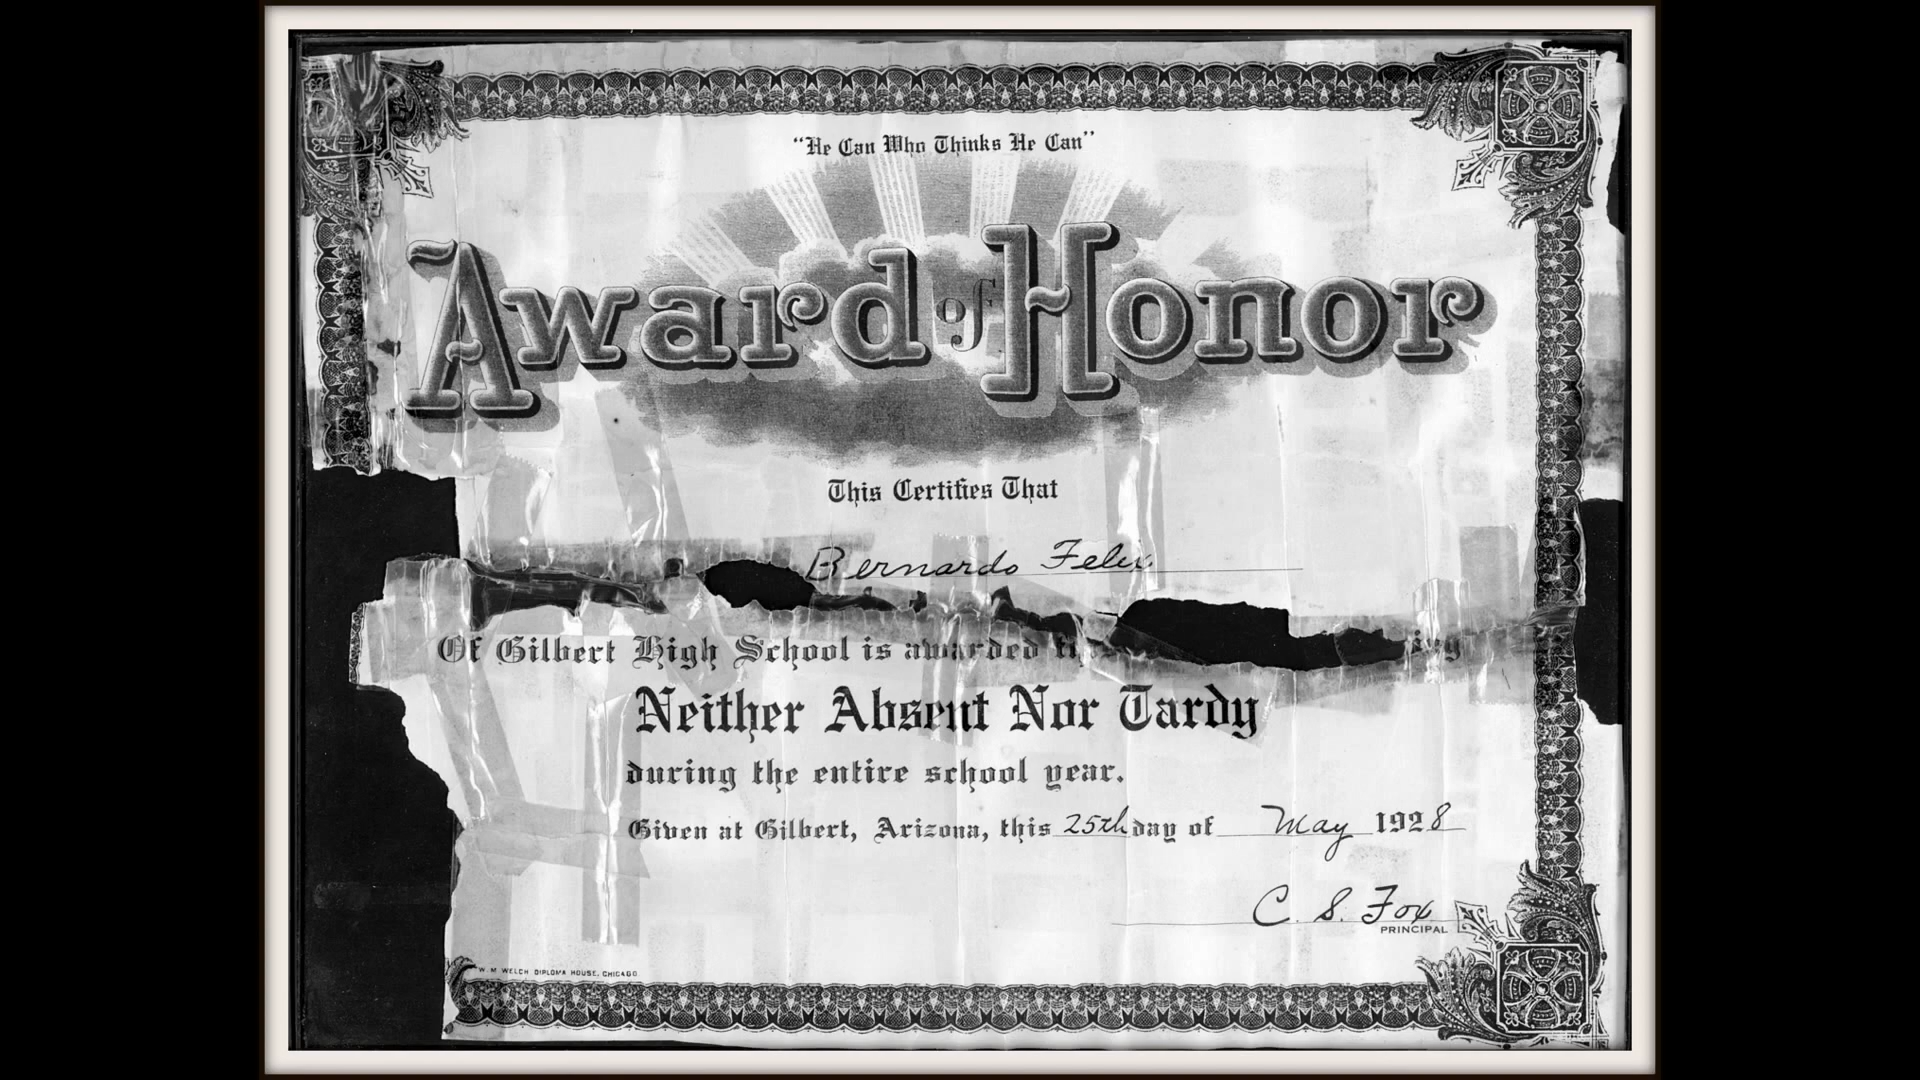 "He Can Who Thinks He Can"
Award of Honor
This Certifies That
Bernardo Felix
Of Gilbert High School is awarded
Neither Absent Nor Tardy
during the entire school year.
Given at Gilbert, Arizona, this 25th day of May 1928
C. S. Fox
PRINCIPAL
W. M. WELCH DIPLOMA HOUSE, CHICAGO.